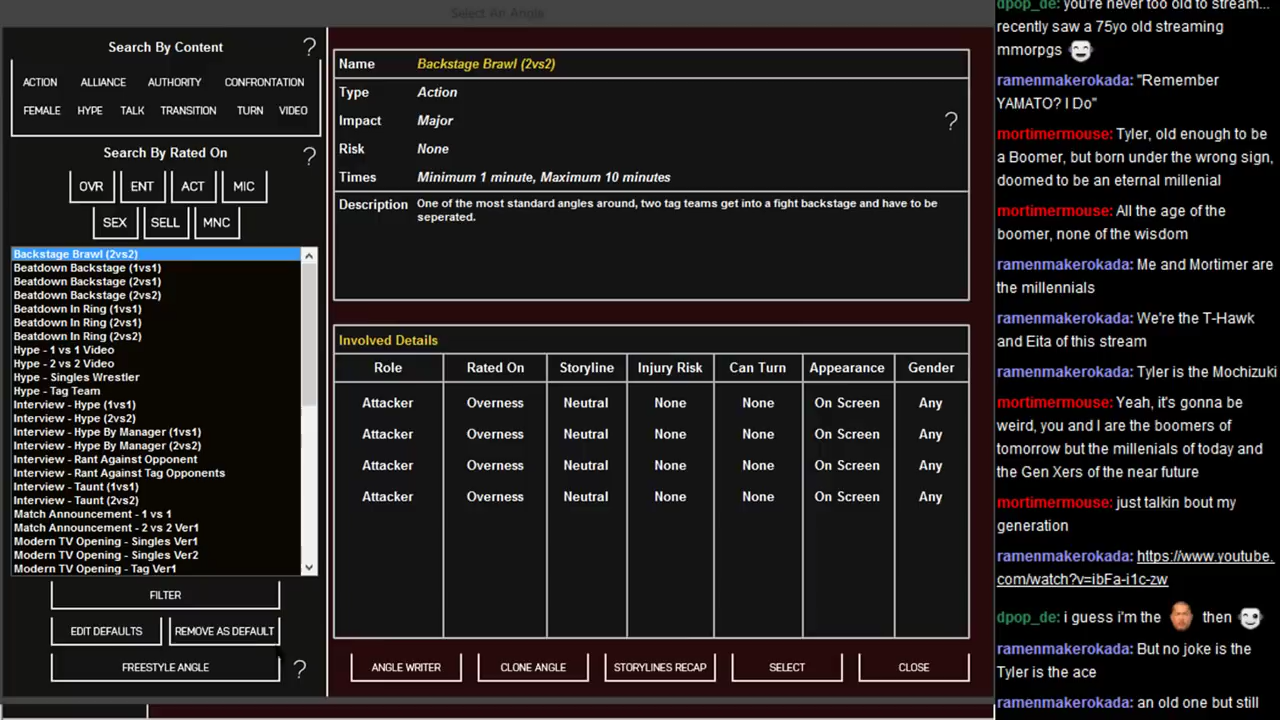 Select An Angle
Search By Content
?
ACTION ALLIANCE AUTHORITY CONFRONTATION
FEMALE HYPE TALK TRANSITION TURN VIDEO
Search By Rated On
?
OVR ENT ACT MIC
SEX SELL MNC
Backstage Brawl (2vs2)
Beatdown Backstage (1vs1)
Beatdown Backstage (2vs1)
Beatdown Backstage (2vs2)
Beatdown In Ring (1vs1)
Beatdown In Ring (2vs1)
Beatdown In Ring (2vs2)
Hype - 1 vs 1 Video
Hype - 2 vs 2 Video
Hype - Singles Wrestler
Hype - Tag Team
Interview - Hype (1vs1)
Interview - Hype (2vs2)
Interview - Hype By Manager (1vs1)
Interview - Hype By Manager (2vs2)
Interview - Rant Against Opponent
Interview - Rant Against Tag Opponents
Interview - Taunt (1vs1)
Interview - Taunt (2vs2)
Match Announcement - 1 vs 1
Match Announcement - 2 vs 2 Ver1
Modern TV Opening - Singles Ver1
Modern TV Opening - Singles Ver2
Modern TV Opening - Tag Ver1
FILTER
EDIT DEFAULTS REMOVE AS DEFAULT
FREESTYLE ANGLE ?
Name Backstage Brawl (2vs2)
Type Action
Impact Major
?
Risk None
Times Minimum 1 minute, Maximum 10 minutes
Description One of the most standard angles around, two tag teams get into a fight backstage and have to be
seperated.
Involved Details
Role Rated On Storyline Injury Risk Can Turn Appearance Gender
Attacker Overness Neutral None None On Screen Any
Attacker Overness Neutral None None On Screen Any
Attacker Overness Neutral None None On Screen Any
Attacker Overness Neutral None None On Screen Any
ANGLE WRITER CLONE ANGLE STORYLINES RECAP SELECT CLOSE
dpop_de: you're never too old to stream...
recently saw a 75yo old streaming
mmorpgs
ramenmakerokada: "Remember
YAMATO? I Do"
mortimermouse: Tyler, old enough to be
a Boomer, but born under the wrong sign,
doomed to be an eternal millenial
mortimermouse: All the age of the
boomer, none of the wisdom
ramenmakerokada: Me and Mortimer are
the millennials
ramenmakerokada: We're the T-Hawk
and Eita of this stream
ramenmakerokada: Tyler is the Mochizuki
mortimermouse: Yeah, it's gonna be
weird, you and I are the boomers of
tomorrow but the millenials of today and
the Gen Xers of the near future
mortimermouse: just talkin bout my
generation
ramenmakerokada: https://www.youtube.
com/watch?v=ibFa-i1c-zw
dpop_de: i guess i'm the then
ramenmakerokada: But no joke is the
Tyler is the ace
ramenmakerokada: an old one but still